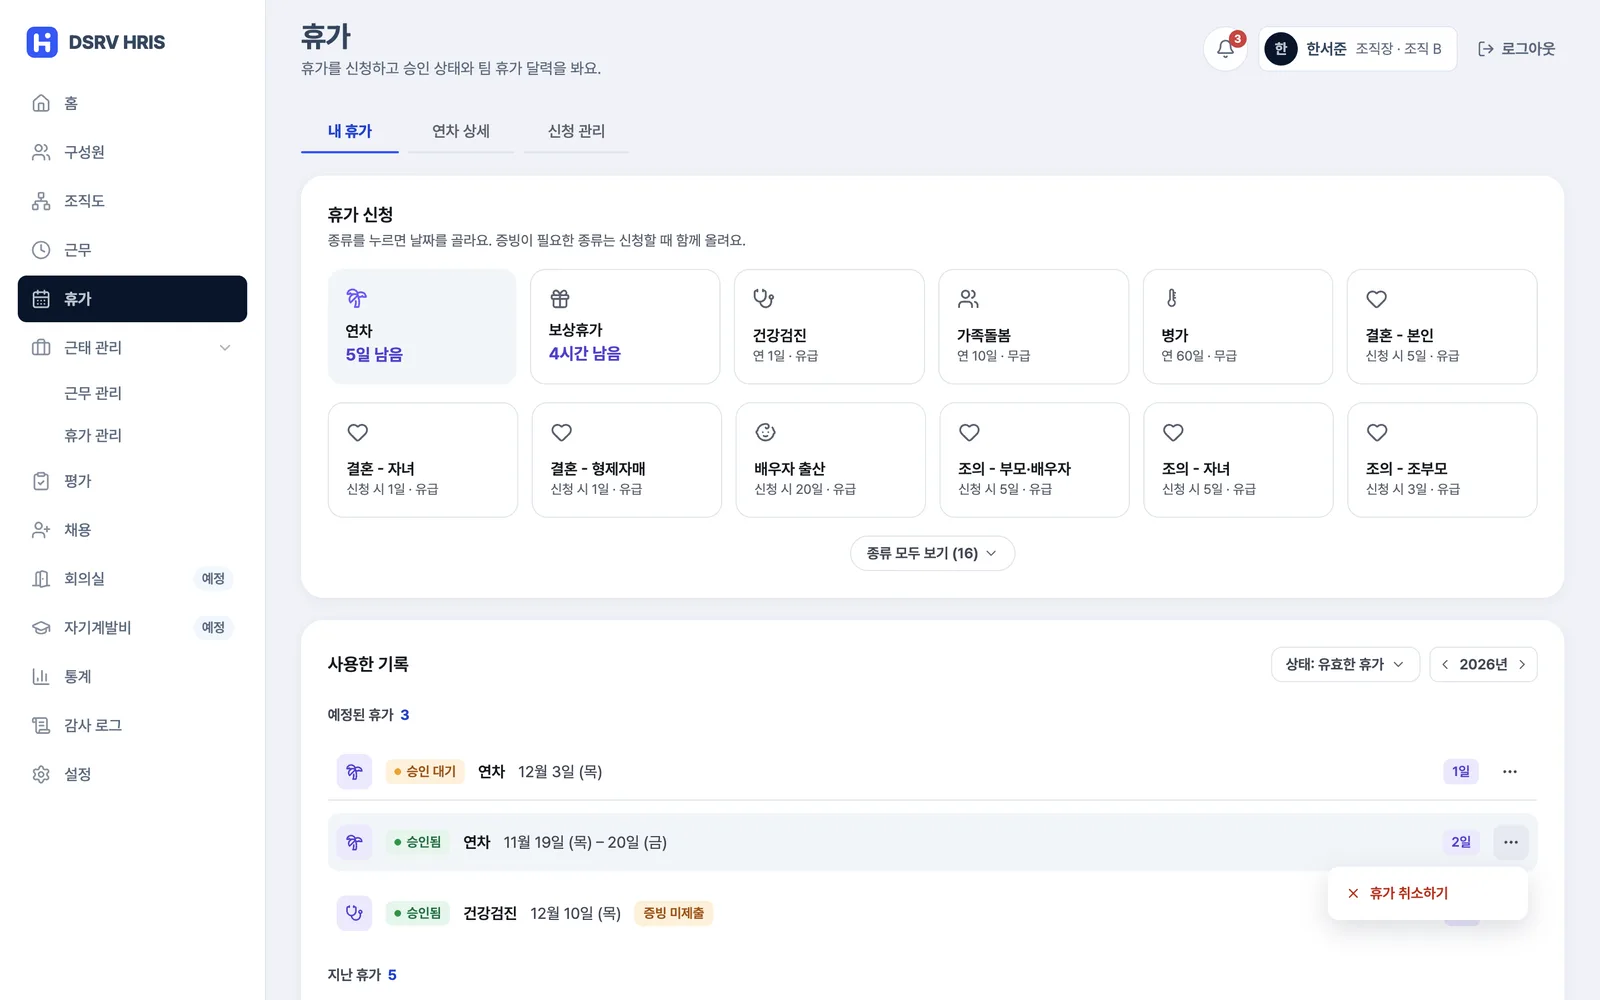 DSRV HRIS
홈
구성원
조직도
근무
휴가
근태 관리
근무 관리
휴가 관리
평가
채용
회의실 예정
자기계발비 예정
통계
감사 로그
설정
휴가
휴가를 신청하고 승인 상태와 팀 휴가 달력을 봐요.
3
한 한서준 조직장 · 조직 B
로그아웃
내 휴가 연차 상세 신청 관리
휴가 신청
종류를 누르면 날짜를 골라요. 증빙이 필요한 종류는 신청할 때 함께 올려요.
연차
5일 남음
보상휴가
4시간 남음
건강검진
연 1일 · 유급
가족돌봄
연 10일 · 무급
병가
연 60일 · 무급
결혼 - 본인
신청 시 5일 · 유급
결혼 - 자녀
신청 시 1일 · 유급
결혼 - 형제자매
신청 시 1일 · 유급
배우자 출산
신청 시 20일 · 유급
조의 - 부모·배우자
신청 시 5일 · 유급
조의 - 자녀
신청 시 5일 · 유급
조의 - 조부모
신청 시 3일 · 유급
종류 모두 보기 (16)
사용한 기록
상태: 유효한 휴가
2026년
예정된 휴가 3
승인 대기 연차 12월 3일 (목) 1일
승인됨 연차 11월 19일 (목) – 20일 (금) 2일
휴가 취소하기
승인됨 건강검진 12월 10일 (목) 증빙 미제출
지난 휴가 5